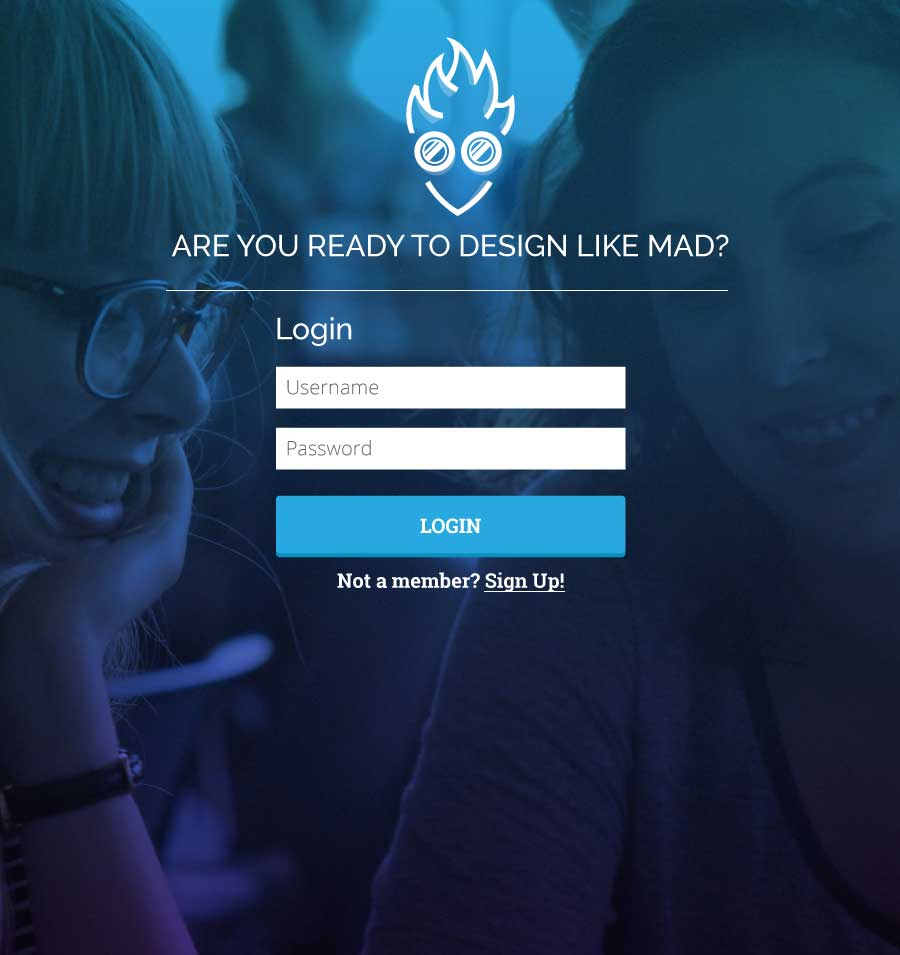 ARE YOU READY TO DESIGN LIKE MAD?
Login
Username
Password
LOGIN
Not a member? Sign Up!